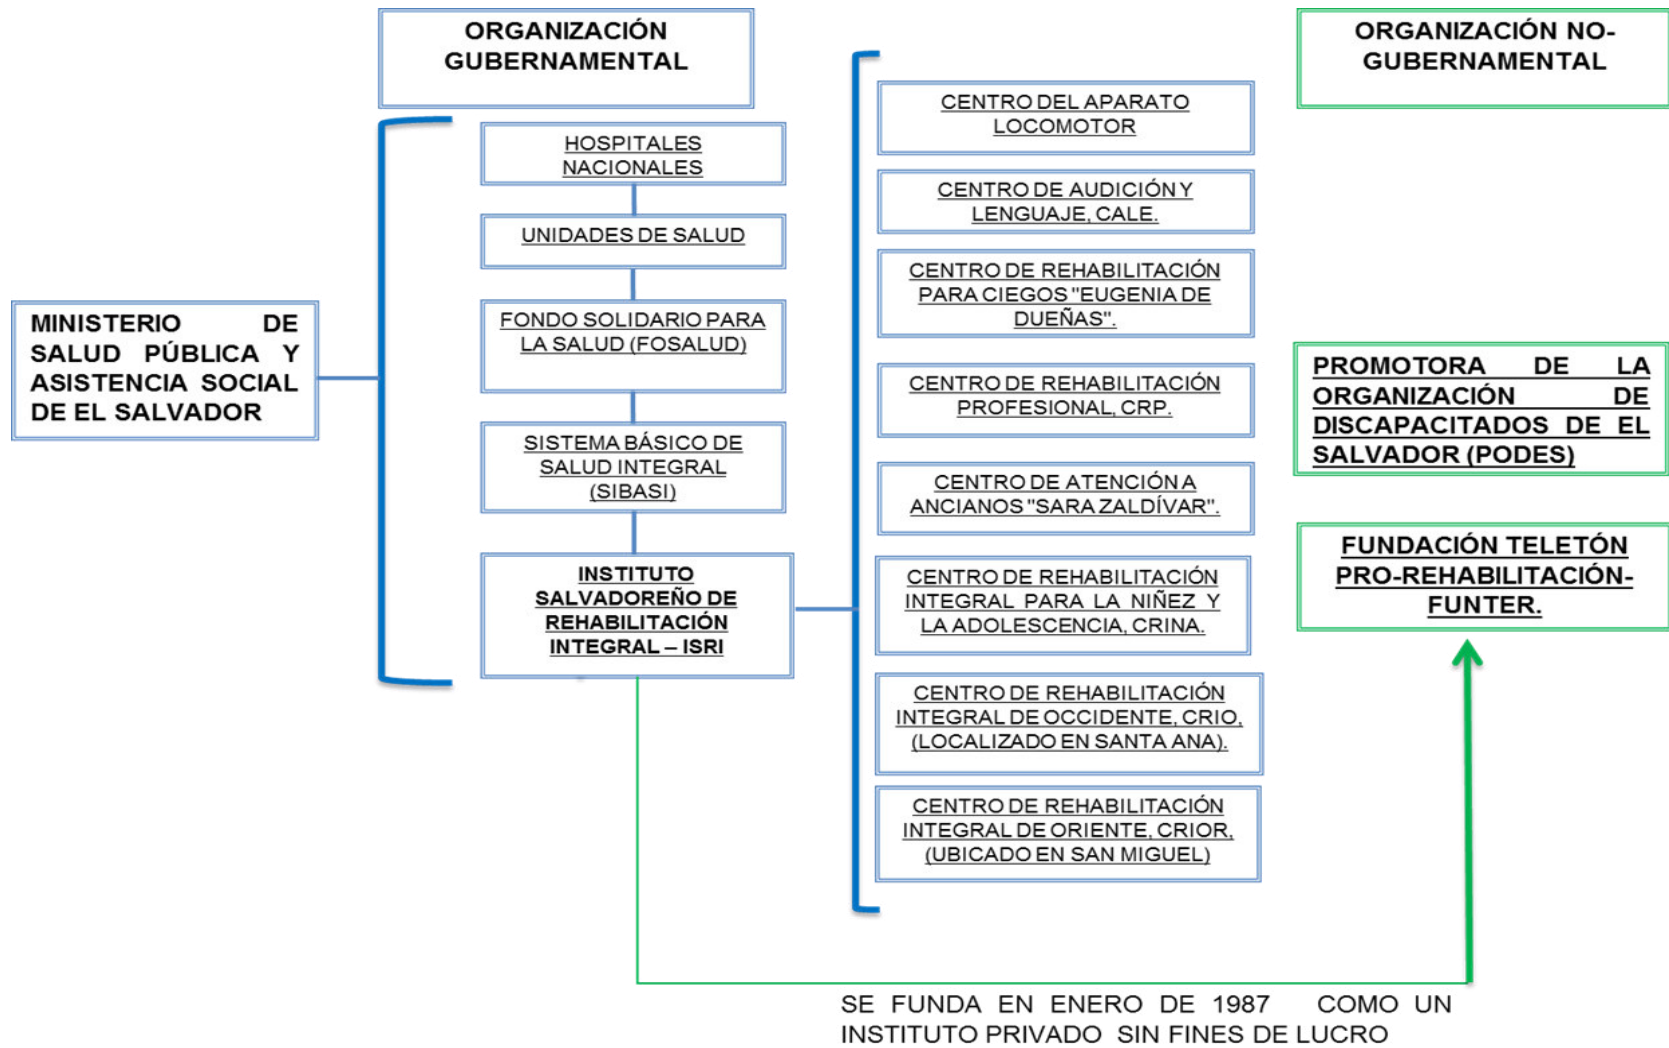 ORGANIZACIÓN
GUBERNAMENTAL
ORGANIZACIÓN NO-
GUBERNAMENTAL
MINISTERIO DE
SALUD PÚBLICA Y
ASISTENCIA SOCIAL
DE EL SALVADOR
HOSPITALES
NACIONALES
UNIDADES DE SALUD
FONDO SOLIDARIO PARA
LA SALUD (FOSALUD)
SISTEMA BÁSICO DE
SALUD INTEGRAL
(SIBASI)
INSTITUTO
SALVADOREÑO DE
REHABILITACIÓN
INTEGRAL – ISRI
CENTRO DEL APARATO
LOCOMOTOR
CENTRO DE AUDICIÓN Y
LENGUAJE, CALE.
CENTRO DE REHABILITACIÓN
PARA CIEGOS "EUGENIA DE
DUEÑAS".
CENTRO DE REHABILITACIÓN
PROFESIONAL, CRP.
CENTRO DE ATENCIÓN A
ANCIANOS "SARA ZALDÍVAR".
CENTRO DE REHABILITACIÓN
INTEGRAL PARA LA NIÑEZ Y
LA ADOLESCENCIA, CRINA.
CENTRO DE REHABILITACIÓN
INTEGRAL DE OCCIDENTE, CRIO,
(LOCALIZADO EN SANTA ANA).
CENTRO DE REHABILITACIÓN
INTEGRAL DE ORIENTE, CRIOR,
(UBICADO EN SAN MIGUEL)
PROMOTORA DE LA
ORGANIZACIÓN DE
DISCAPACITADOS DE EL
SALVADOR (PODES)
FUNDACIÓN TELETÓN
PRO-REHABILITACIÓN-
FUNTER.
SE FUNDA EN ENERO DE 1987 COMO UN
INSTITUTO PRIVADO SIN FINES DE LUCRO